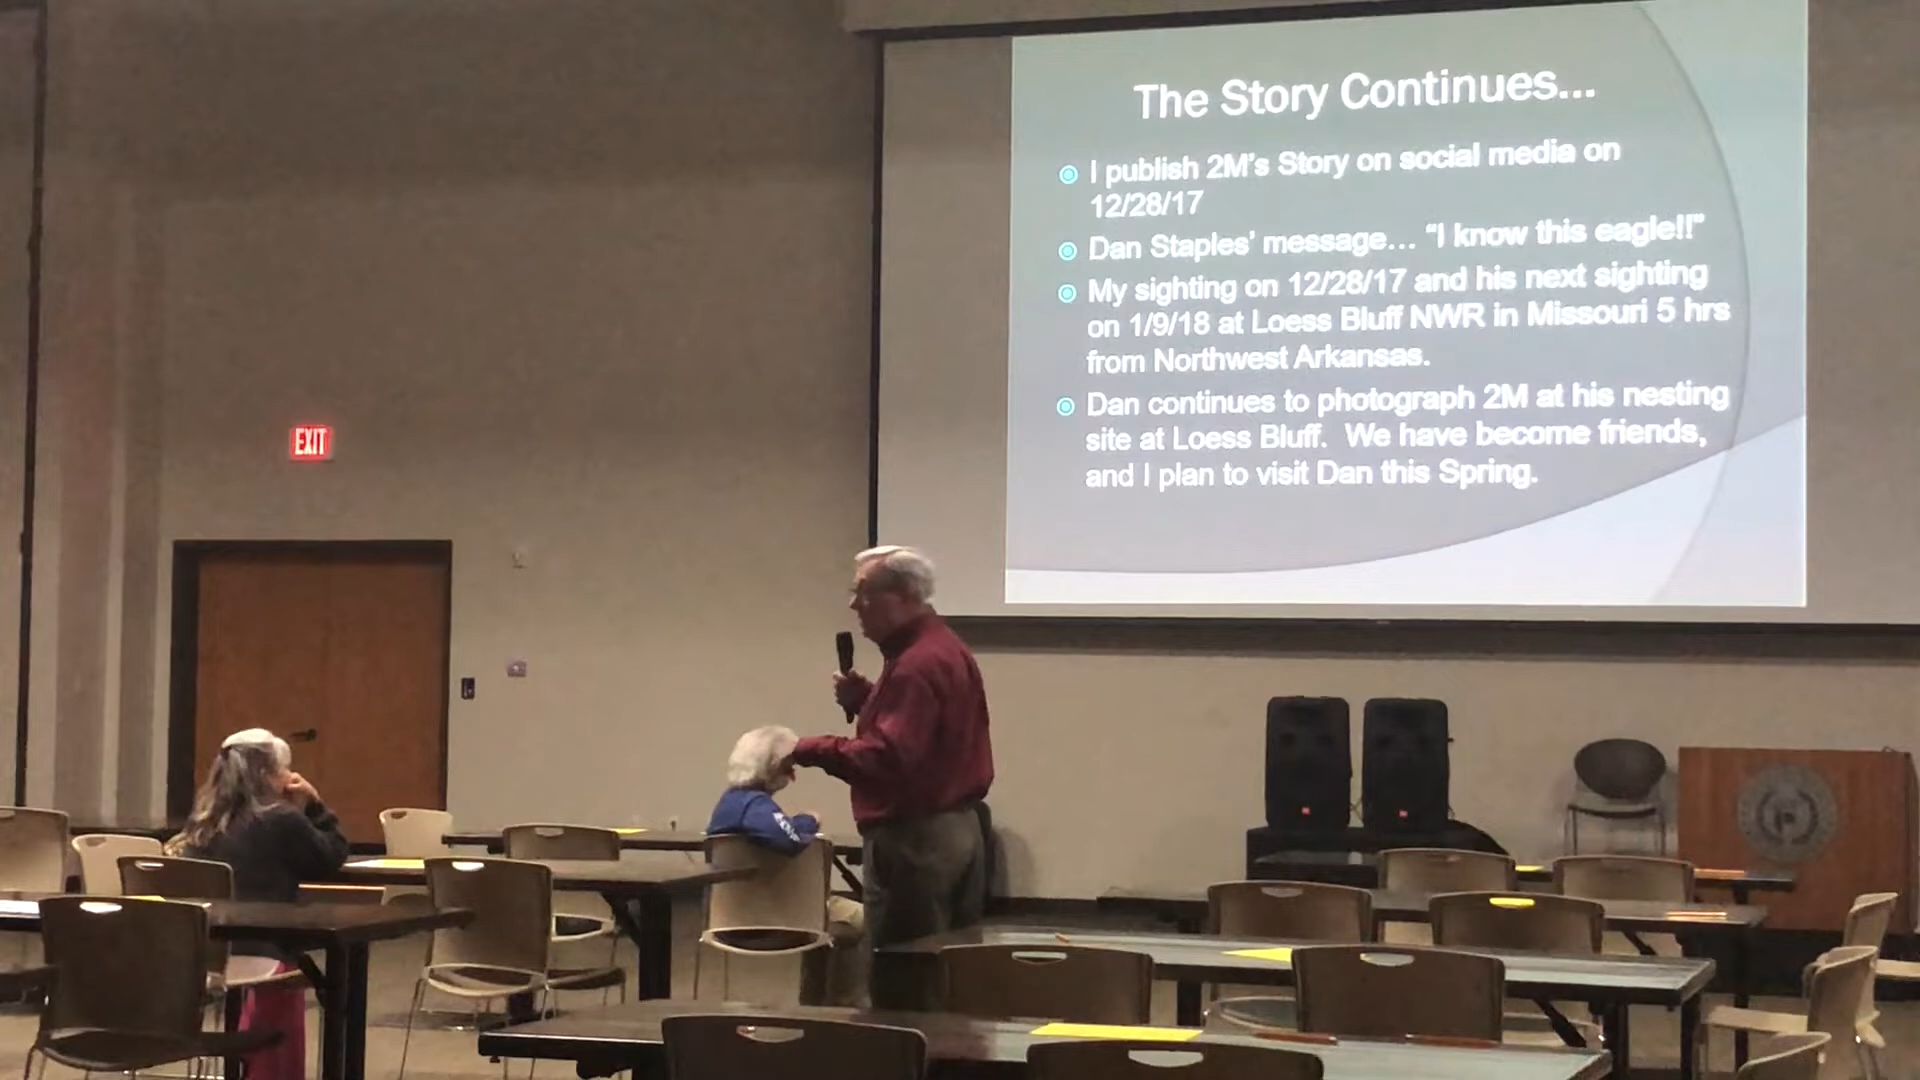 The Story Continues...
I publish 2M's Story on social media on
12/28/17
Dan Staples' message... "I know this eagle!!"
My sighting on 12/28/17 and his next sighting
on 1/9/18 at Loess Bluff NWR in Missouri 5 hrs
from Northwest Arkansas.
Dan continues to photograph 2M at his nesting
site at Loess Bluff.  We have become friends,
and I plan to visit Dan this Spring.
EXIT